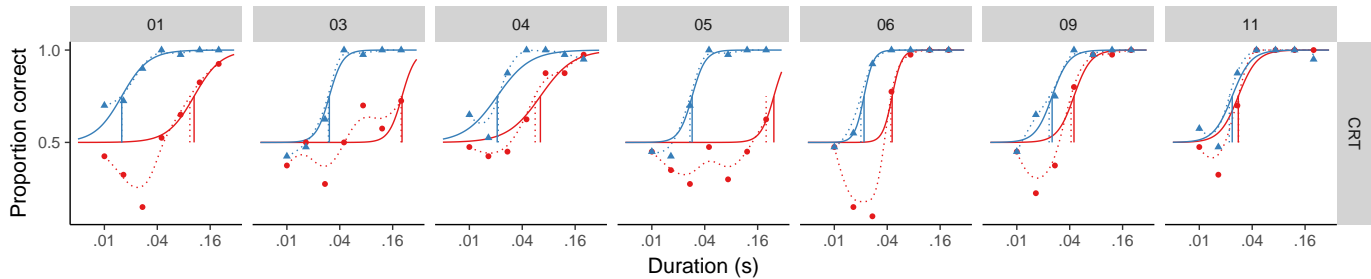 01 03 04 05 06 09 11
1.0
0.5
Proportion correct
CRT
.01 .04 .16 .01 .04 .16 .01 .04 .16 .01 .04 .16 .01 .04 .16 .01 .04 .16 .01 .04 .16
Duration (s)